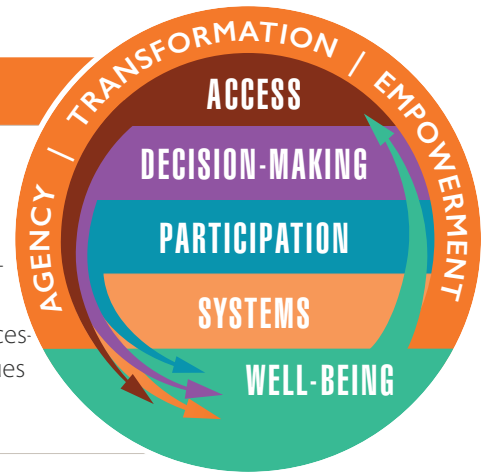 AGENCY | TRANSFORMATION | EMPOWERMENT
ACCESS
DECISION-MAKING
PARTICIPATION
SYSTEMS
WELL-BEING